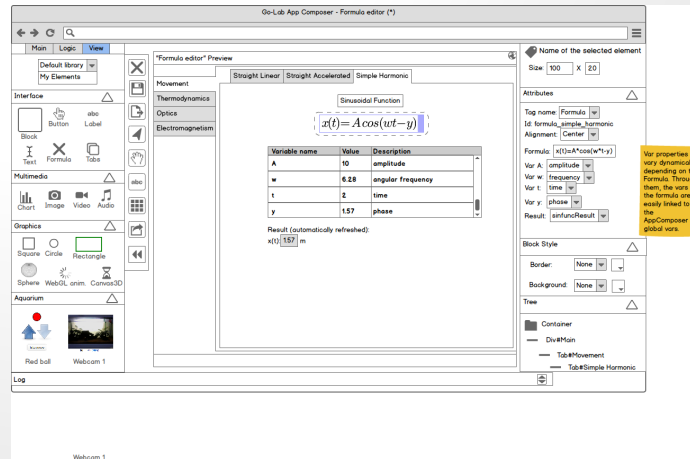 Go-Lab App Composer - Formula editor (*)
Main Logic View
Default library
My Elements
Interface
Block
Button
abc
Label
Text
Formula
Tabs
Multimedia
Chart
Image
Video
Audio
Graphics
Square
Circle
Rectangle
Sphere
WebGL anim.
Canvas3D
Aquarium
Red ball
Webcam 1
abc
"Formula editor" Preview
Movement
Thermodynamics
Optics
Electromagnetism
Straight Linear Straight Accelerated Simple Harmonic
Sinusoidal Function
x(t)=Acos(wt−y)
Variable name Value Description
A 10 amplitude
w 6.28 angular frequency
t 2 time
y 1.57 phase
Result (automatically refreshed):
x(t) 1.57 m
Name of the selected element
Size: 100 X 20
Attributes
Tag name: Formula
Id: formula_simple_harmonic
Alignment: Center
Formula: x(t)=A*cos(w*t-y)
Var A: amplitude
Var w: frequency
Var t: time
Var y: phase
Result: sinfuncResult
Block Style
Border: None
Background: None
Tree
Container
Div#Main
Tab#Movement
Tab#Simple Harmonic
Var properties
vary dynamical
depending on t
Formula. Throu
them, the vars
the formula are
easily linked to
the
AppComposer
global vars.
Log
Webcam 1